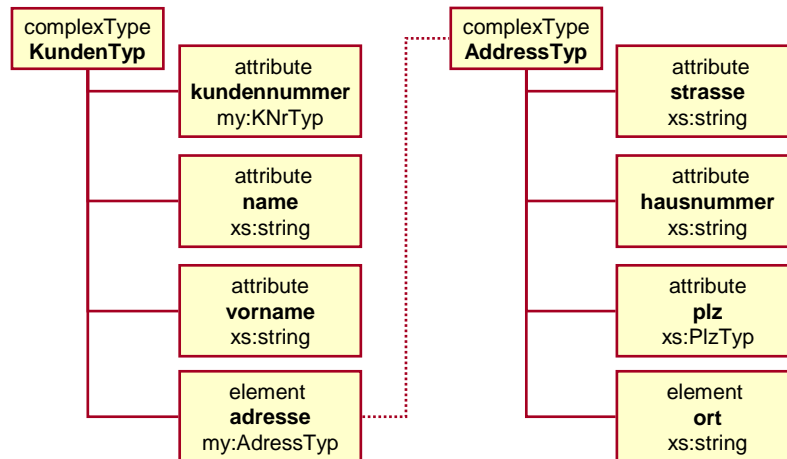 complexType
KundenTyp
attribute
kundennummer
my:KNrTyp
attribute
name
xs:string
attribute
vorname
xs:string
element
adresse
my:AdressTyp
complexType
AddressTyp
attribute
strasse
xs:string
attribute
hausnummer
xs:string
attribute
plz
xs:PlzTyp
element
ort
xs:string